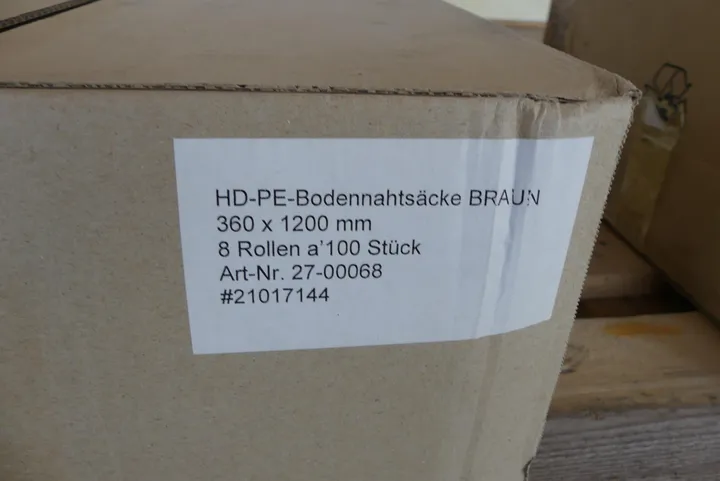 HD-PE-Bodennahtsäcke BRAUN
360 x 1200 mm
8 Rollen a'100 Stück
Art-Nr. 27-00068
#21017144